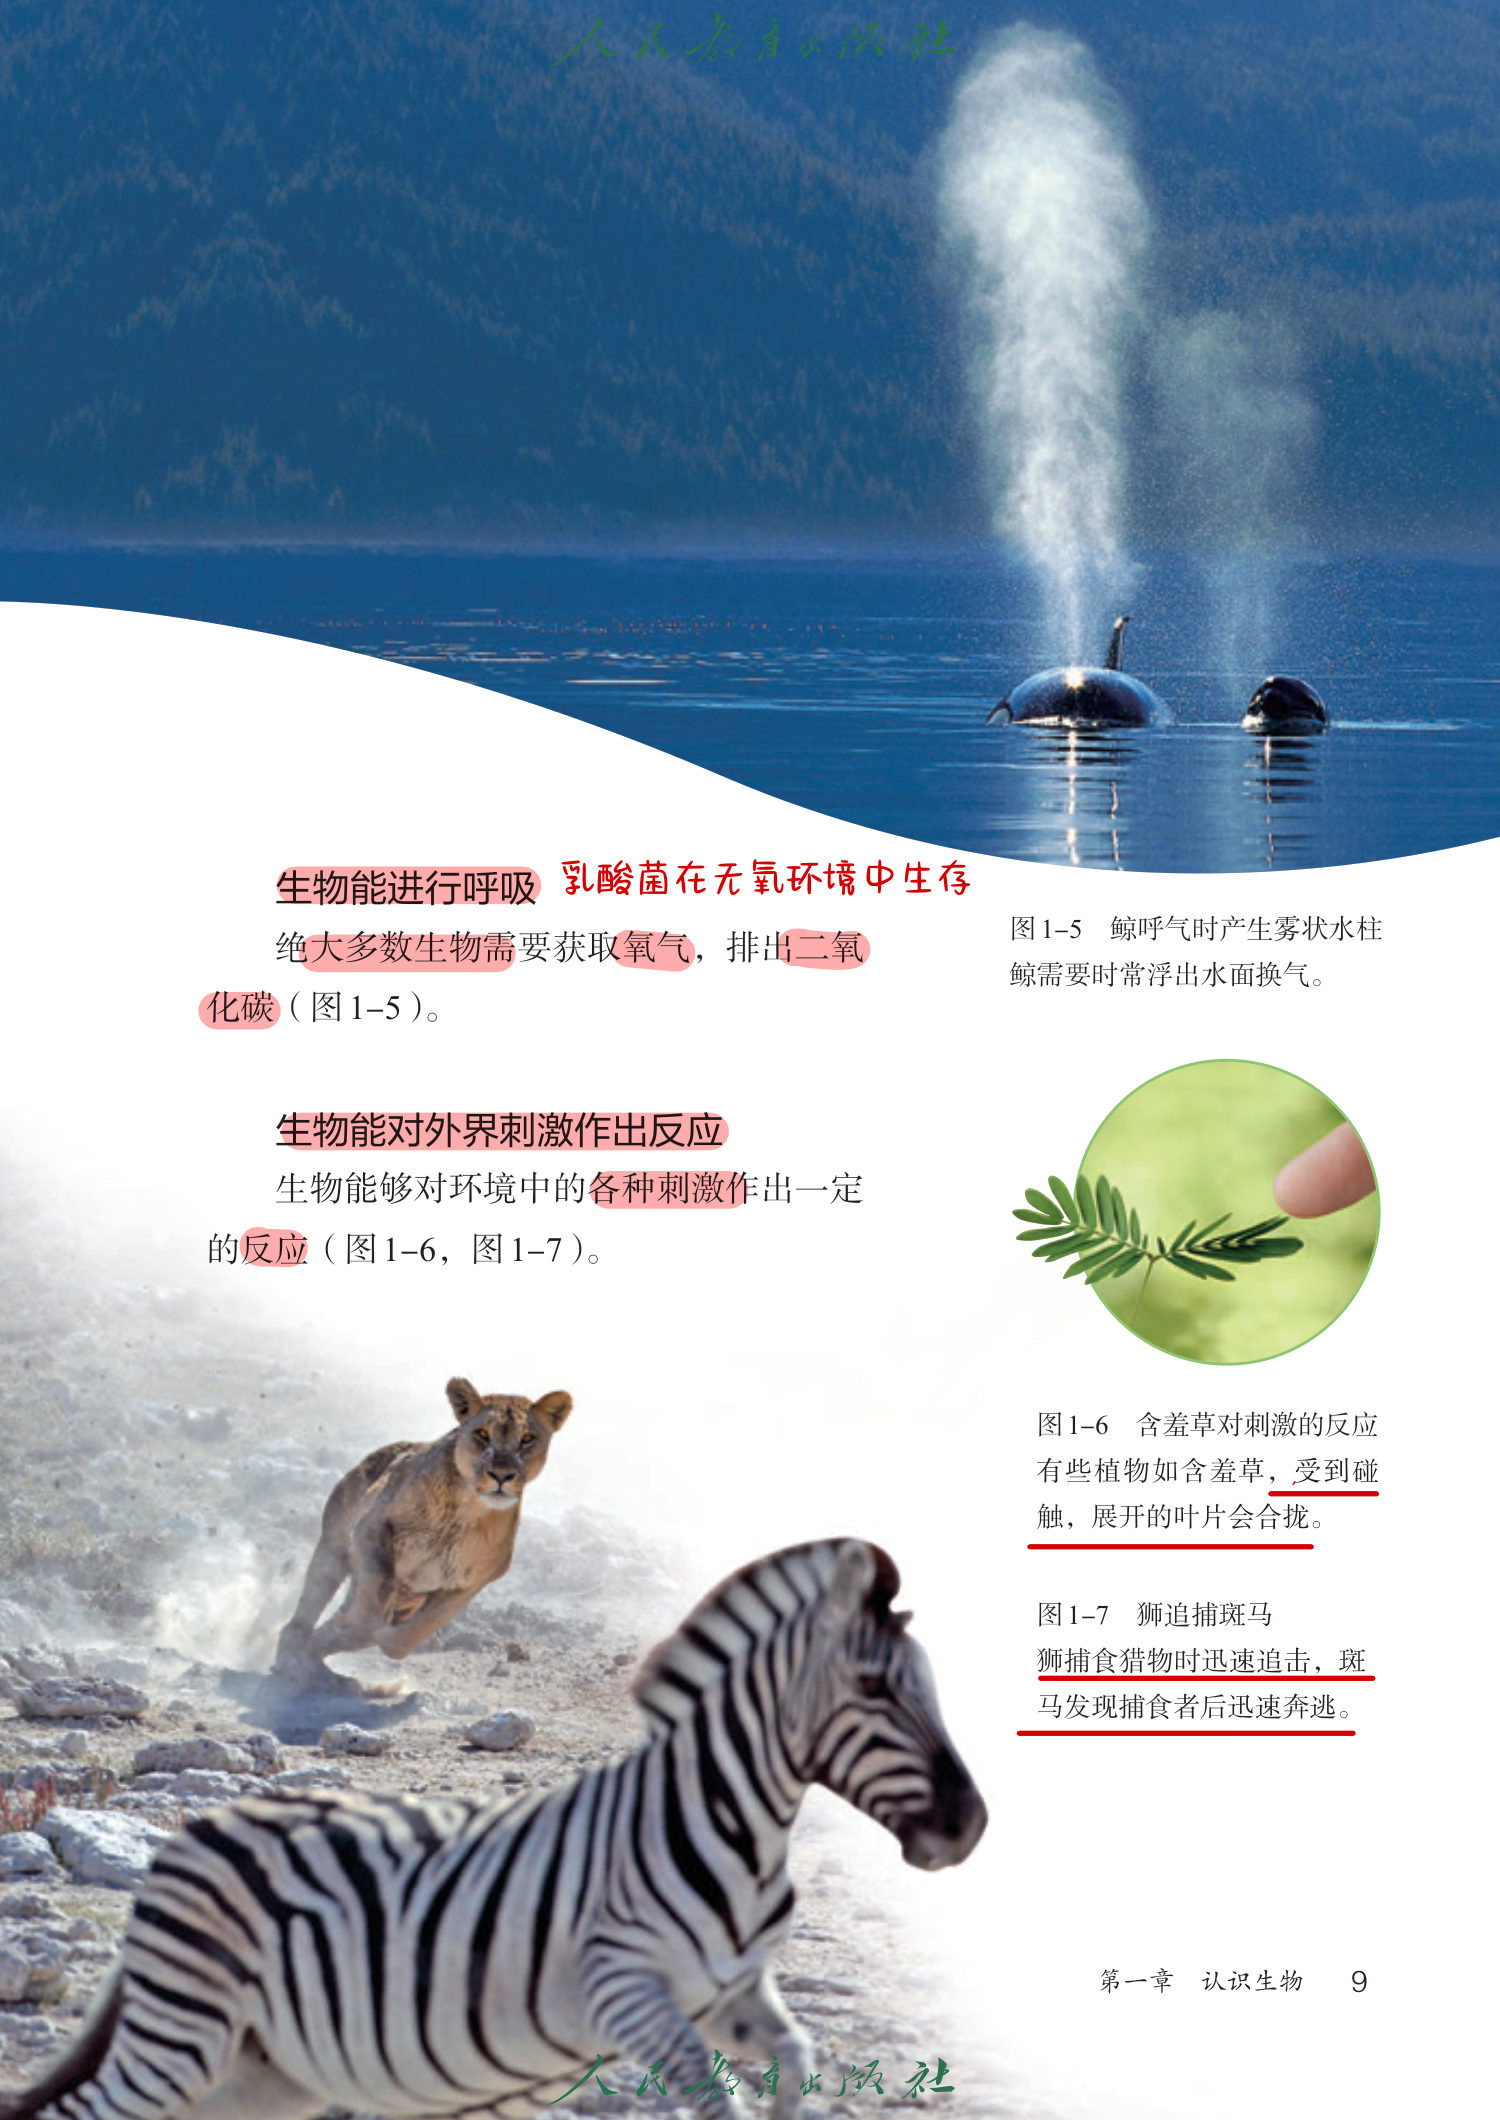 人民教育出版社
生物能进行呼吸 乳酸菌在无氧环境中生存
绝大多数生物需要获取氧气，排出二氧
化碳（图1-5）。
图1-5 鲸呼气时产生雾状水柱
鲸需要时常浮出水面换气。
生物能对外界刺激作出反应
生物能够对环境中的各种刺激作出一定
的反应（图1-6，图1-7）。
图1-6 含羞草对刺激的反应
有些植物如含羞草，受到碰
触，展开的叶片会合拢。
图1-7 狮追捕斑马
狮捕食猎物时迅速追击，斑
马发现捕食者后迅速奔逃。
第一章 认识生物 9
人民教育出版社